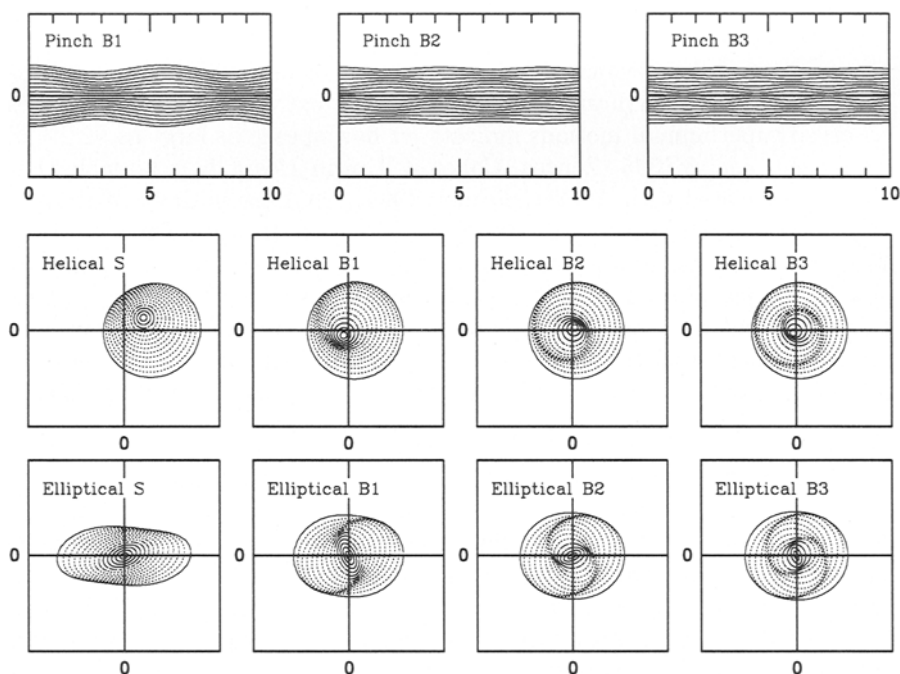 Pinch B1 Pinch B2 Pinch B3
0 0 0
0 5 10 0 5 10 0 5 10
Helical S Helical B1 Helical B2 Helical B3
0 0 0 0
0 0 0 0
Elliptical S Elliptical B1 Elliptical B2 Elliptical B3
0 0 0 0
0 0 0 0